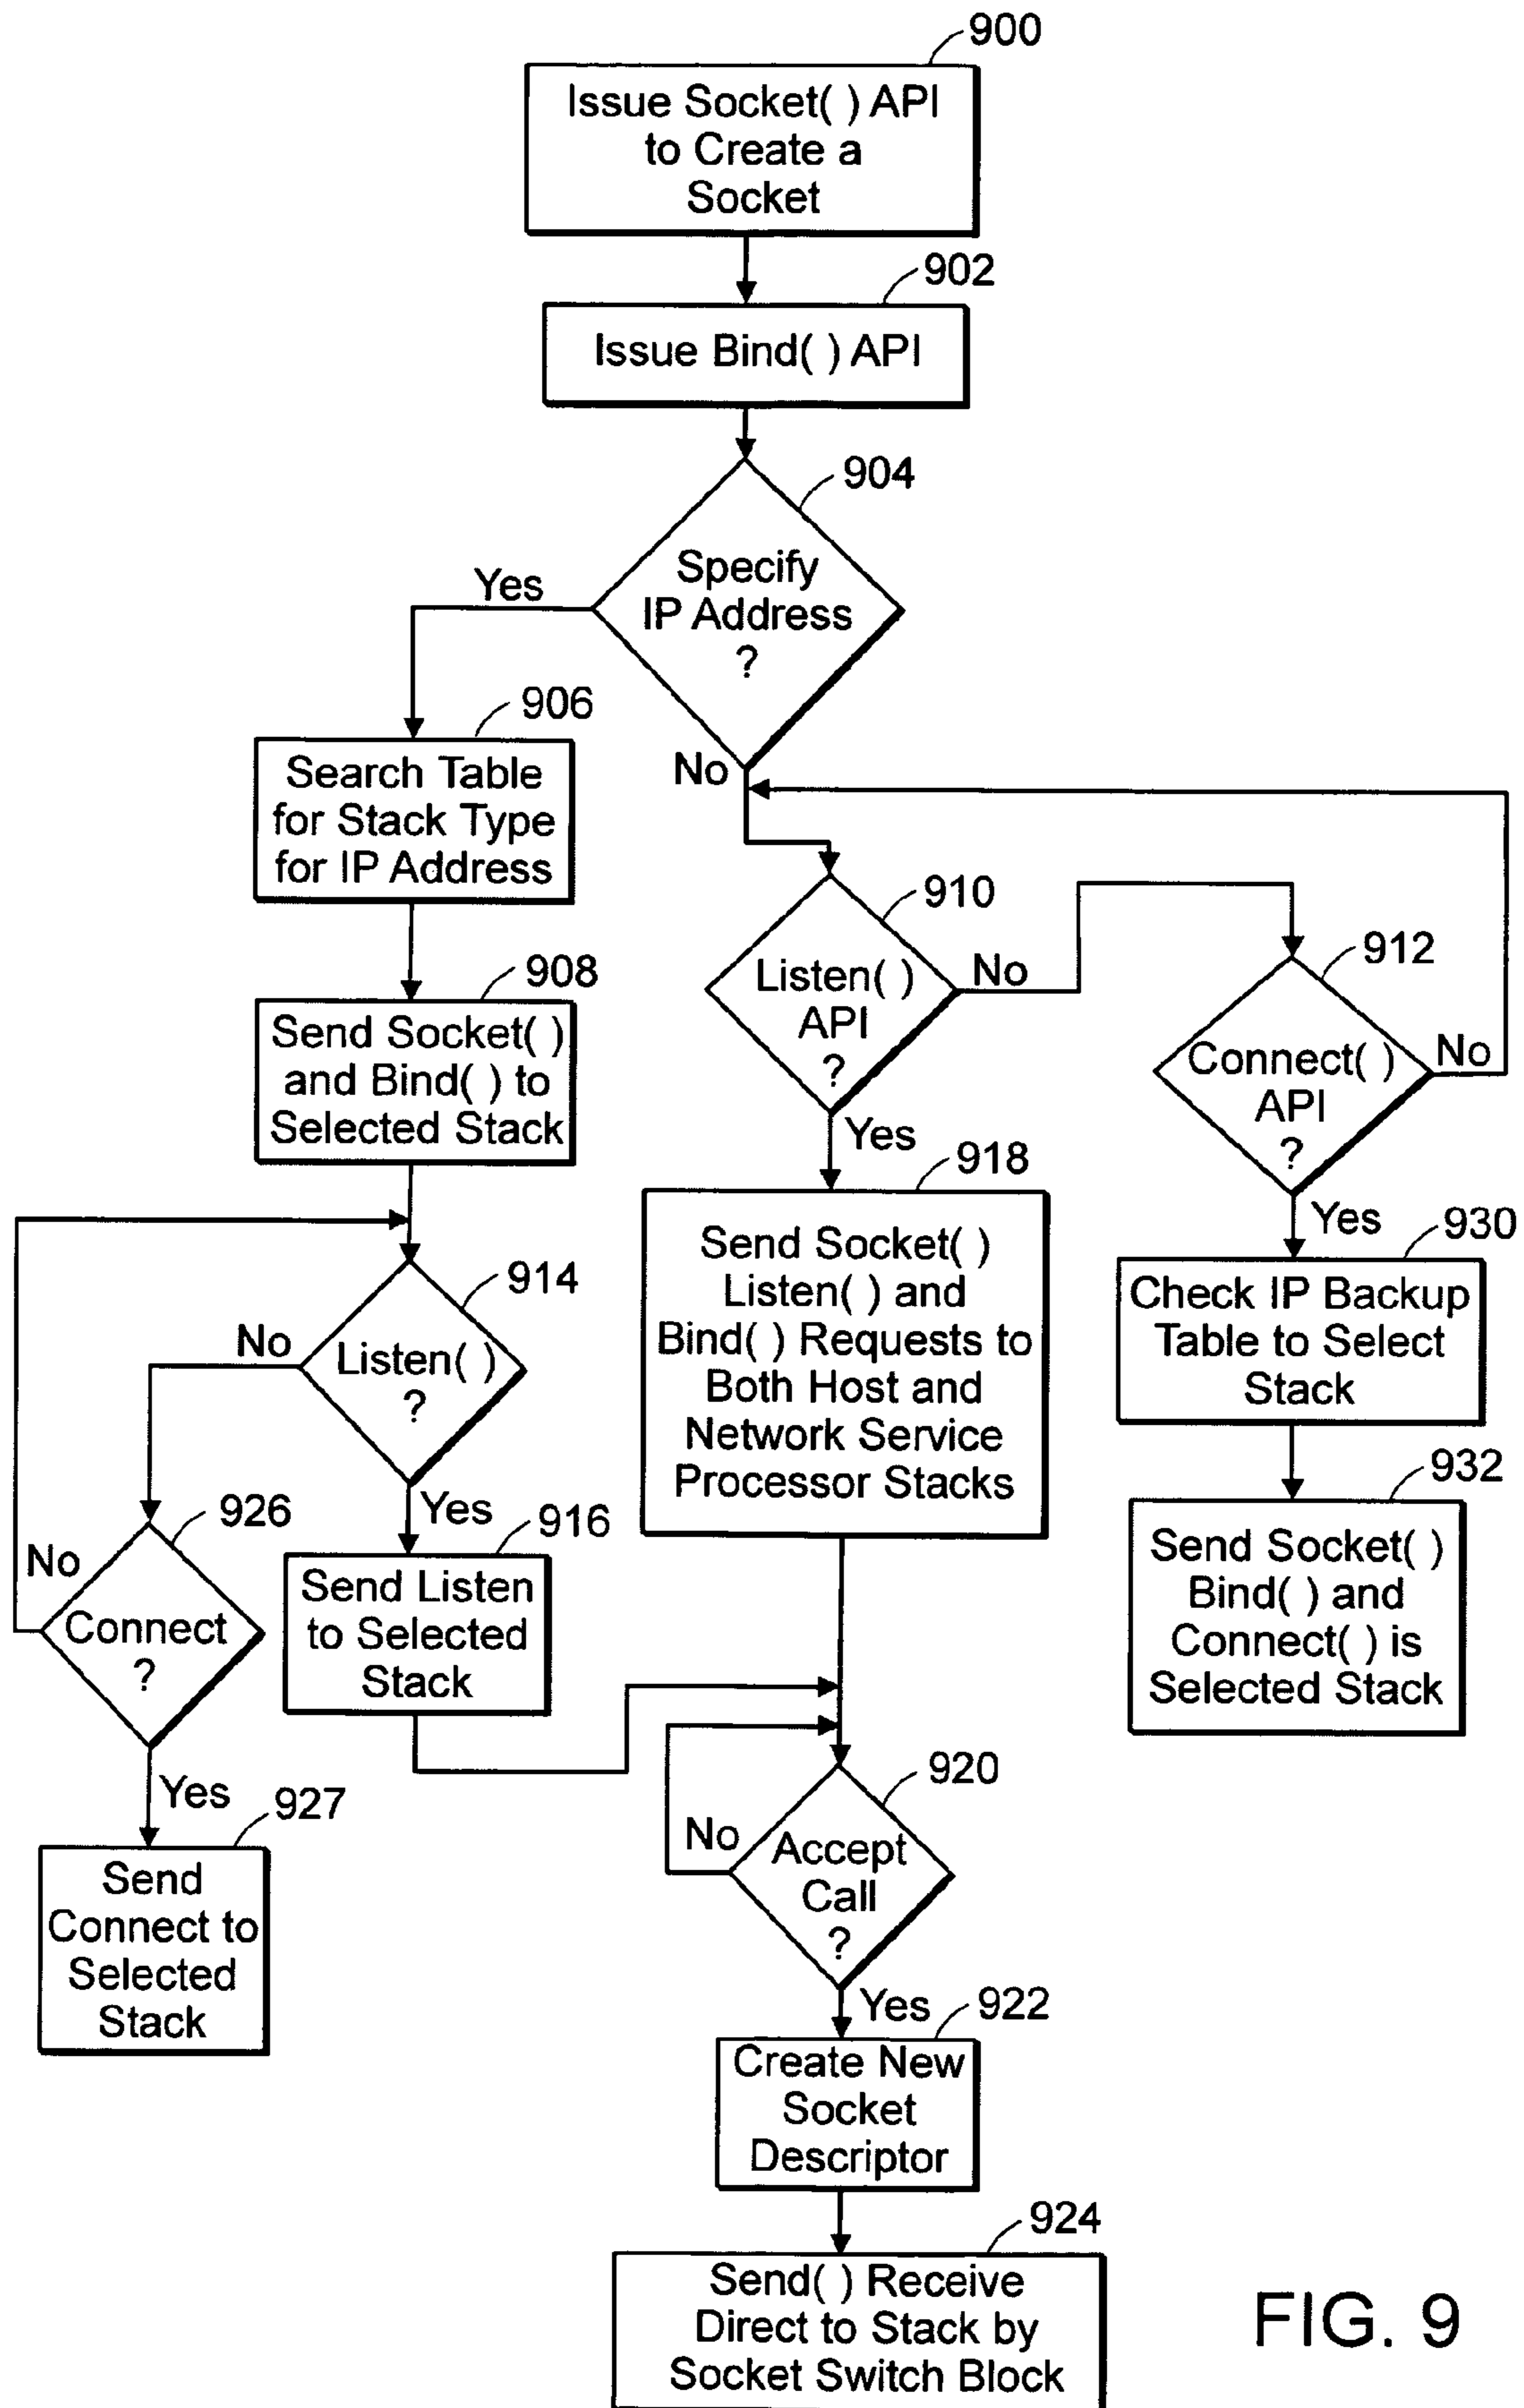 900
Issue Socket( ) API
to Create a
Socket
902
Issue Bind( ) API
904
Specify
IP Address
?
Yes
No
906
Search Table
for Stack Type
for IP Address
908
Send Socket( )
and Bind( ) to
Selected Stack
910
Listen( )
API
?
No
Yes
912
Connect( )
API
?
No
Yes
914
Listen( )
?
No
Yes
918
Send Socket( )
Listen( ) and
Bind( ) Requests to
Both Host and
Network Service
Processor Stacks
930
Check IP Backup
Table to Select
Stack
932
Send Socket( )
Bind( ) and
Connect( ) is
Selected Stack
926
Connect
?
No
Yes
916
Send Listen
to Selected
Stack
927
Send
Connect to
Selected
Stack
920
Accept
Call
?
No
Yes
922
Create New
Socket
Descriptor
924
Send( ) Receive
Direct to Stack by
Socket Switch Block
FIG. 9